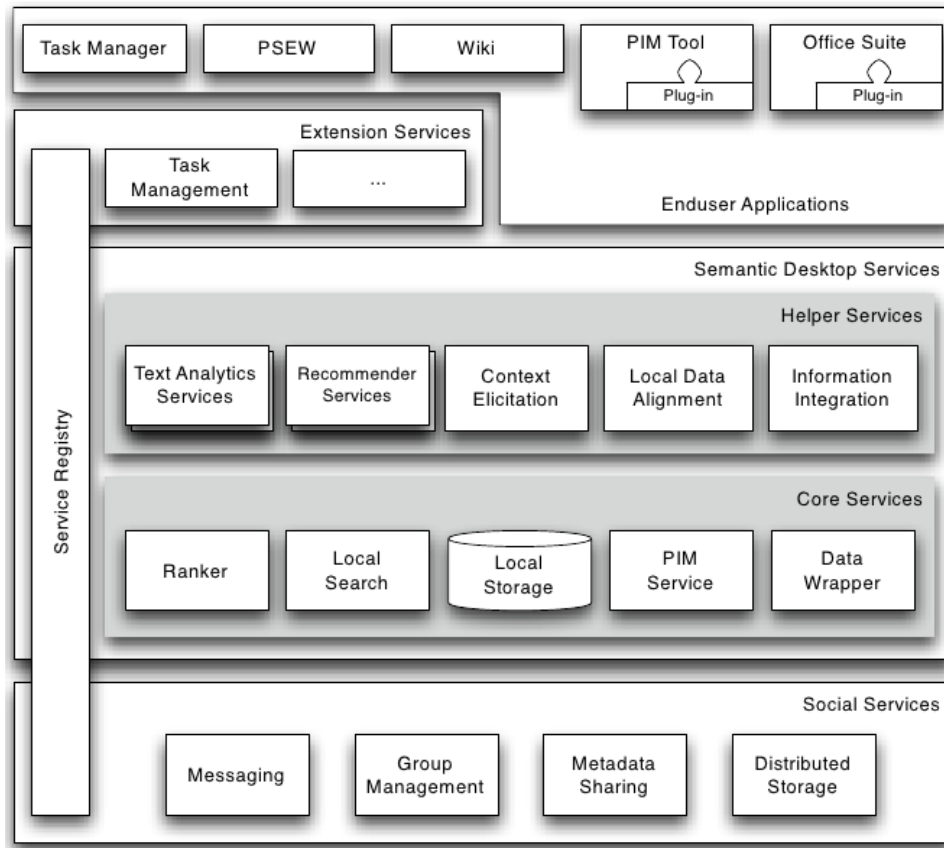 Task Manager
PSEW
Wiki
PIM Tool
Plug-in
Office Suite
Plug-in
Enduser Applications
Extension Services
Task
Management
...
Service Registry
Semantic Desktop Services
Helper Services
Text Analytics
Services
Recommender
Services
Context
Elicitation
Local Data
Alignment
Information
Integration
Core Services
Ranker
Local
Search
Local
Storage
PIM
Service
Data
Wrapper
Social Services
Messaging
Group
Management
Metadata
Sharing
Distributed
Storage